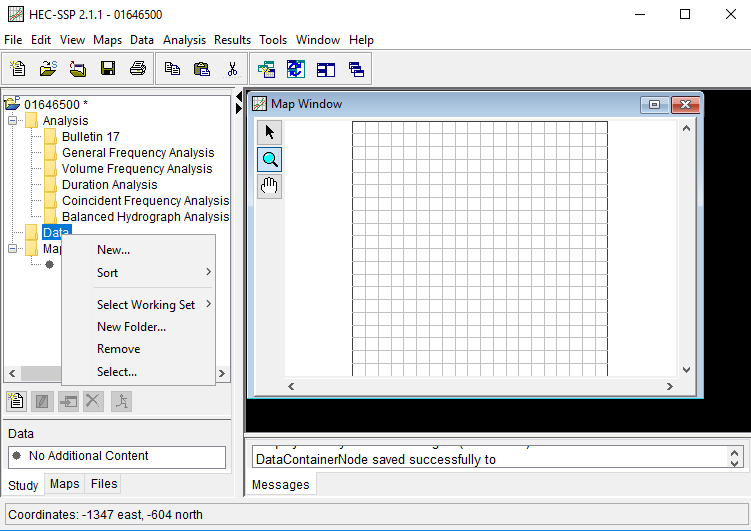 HEC-SSP 2.1.1 - 01646500
File Edit View Maps Data Analysis Results Tools Window Help
01646500 *
Analysis
Bulletin 17
General Frequency Analysis
Volume Frequency Analysis
Duration Analysis
Coincident Frequency Analysis
Balanced Hydrograph Analysis
Data
Map
New...
Sort
Select Working Set
New Folder...
Remove
Select...
Map Window
Data
No Additional Content
Study Maps Files
DataContainerNode saved successfully to
Messages
Coordinates: -1347 east, -604 north